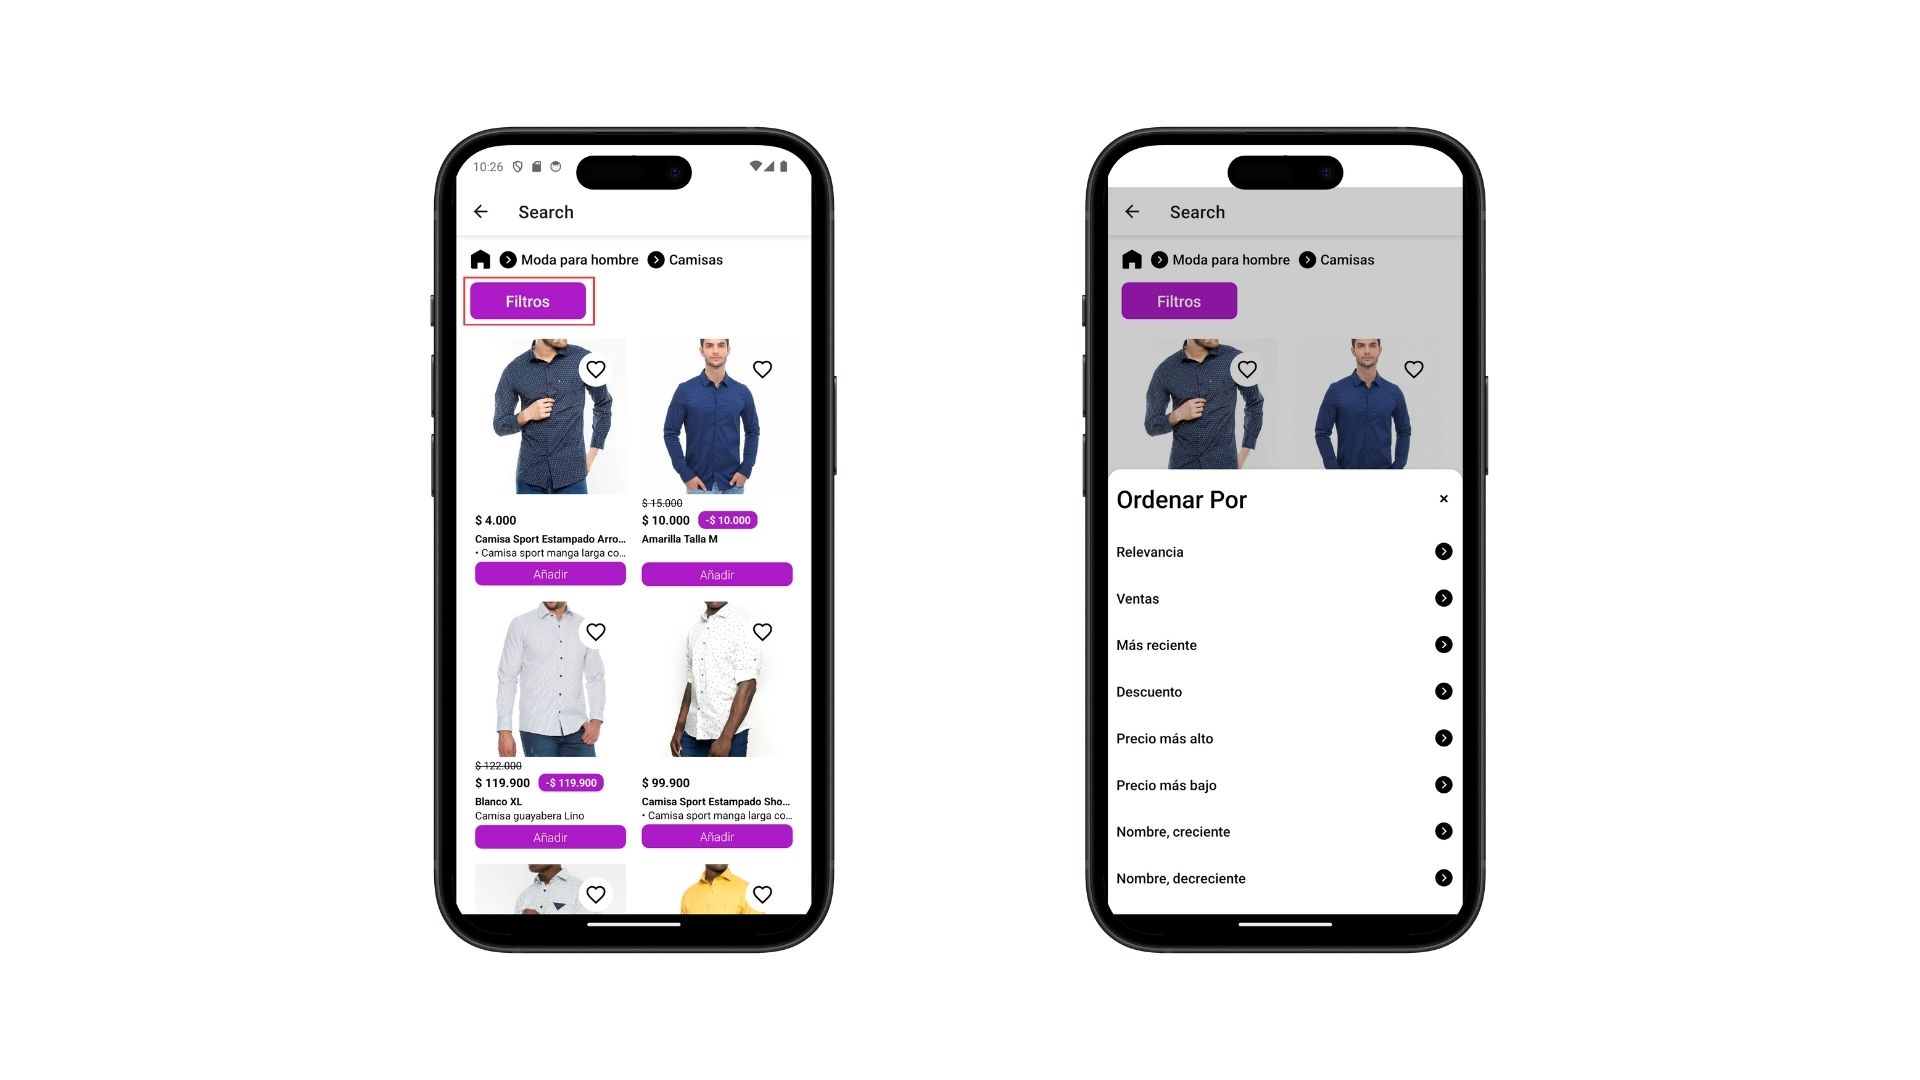 10:26
Search
Moda para hombre Camisas
Filtros
$ 15.000
$ 4.000
$ 10.000 -$ 10.000
Camisa Sport Estampado Arro...
Amarilla Talla M
• Camisa sport manga larga co...
Añadir
Añadir
$ 122.000
$ 119.900 -$ 119.900
$ 99.900
Blanco XL
Camisa Sport Estampado Sho...
Camisa guayabera Lino
• Camisa sport manga larga co...
Añadir
Añadir
Search
Moda para hombre Camisas
Filtros
Ordenar Por
Relevancia
Ventas
Más reciente
Descuento
Precio más alto
Precio más bajo
Nombre, creciente
Nombre, decreciente